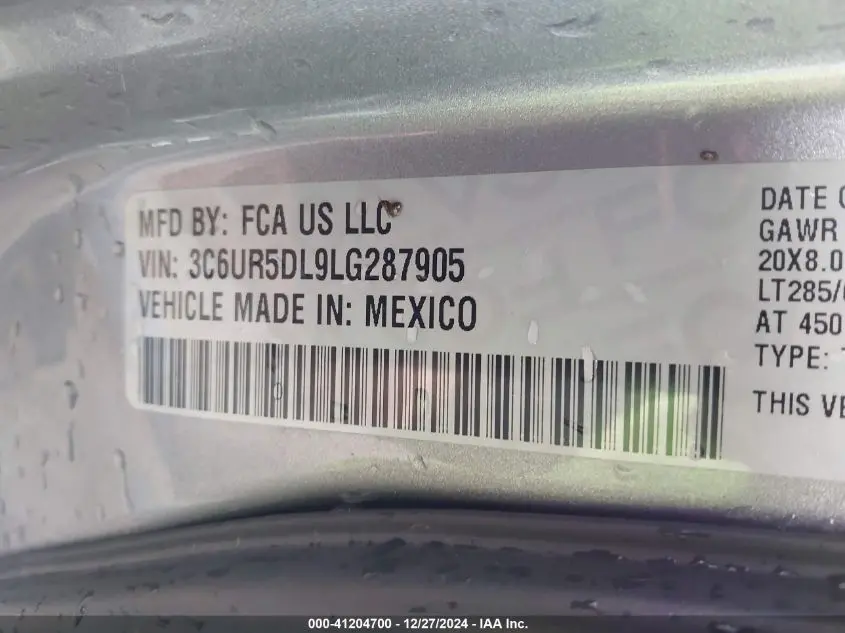 MFD BY: FCA US LLC
VIN: 3C6UR5DL9LG287905
VEHICLE MADE IN: MEXICO
DATE
GAWR
20X8.0
LT285/
AT 450
TYPE:
THIS
000-41204700 - 12/27/2024 - IAA Inc.